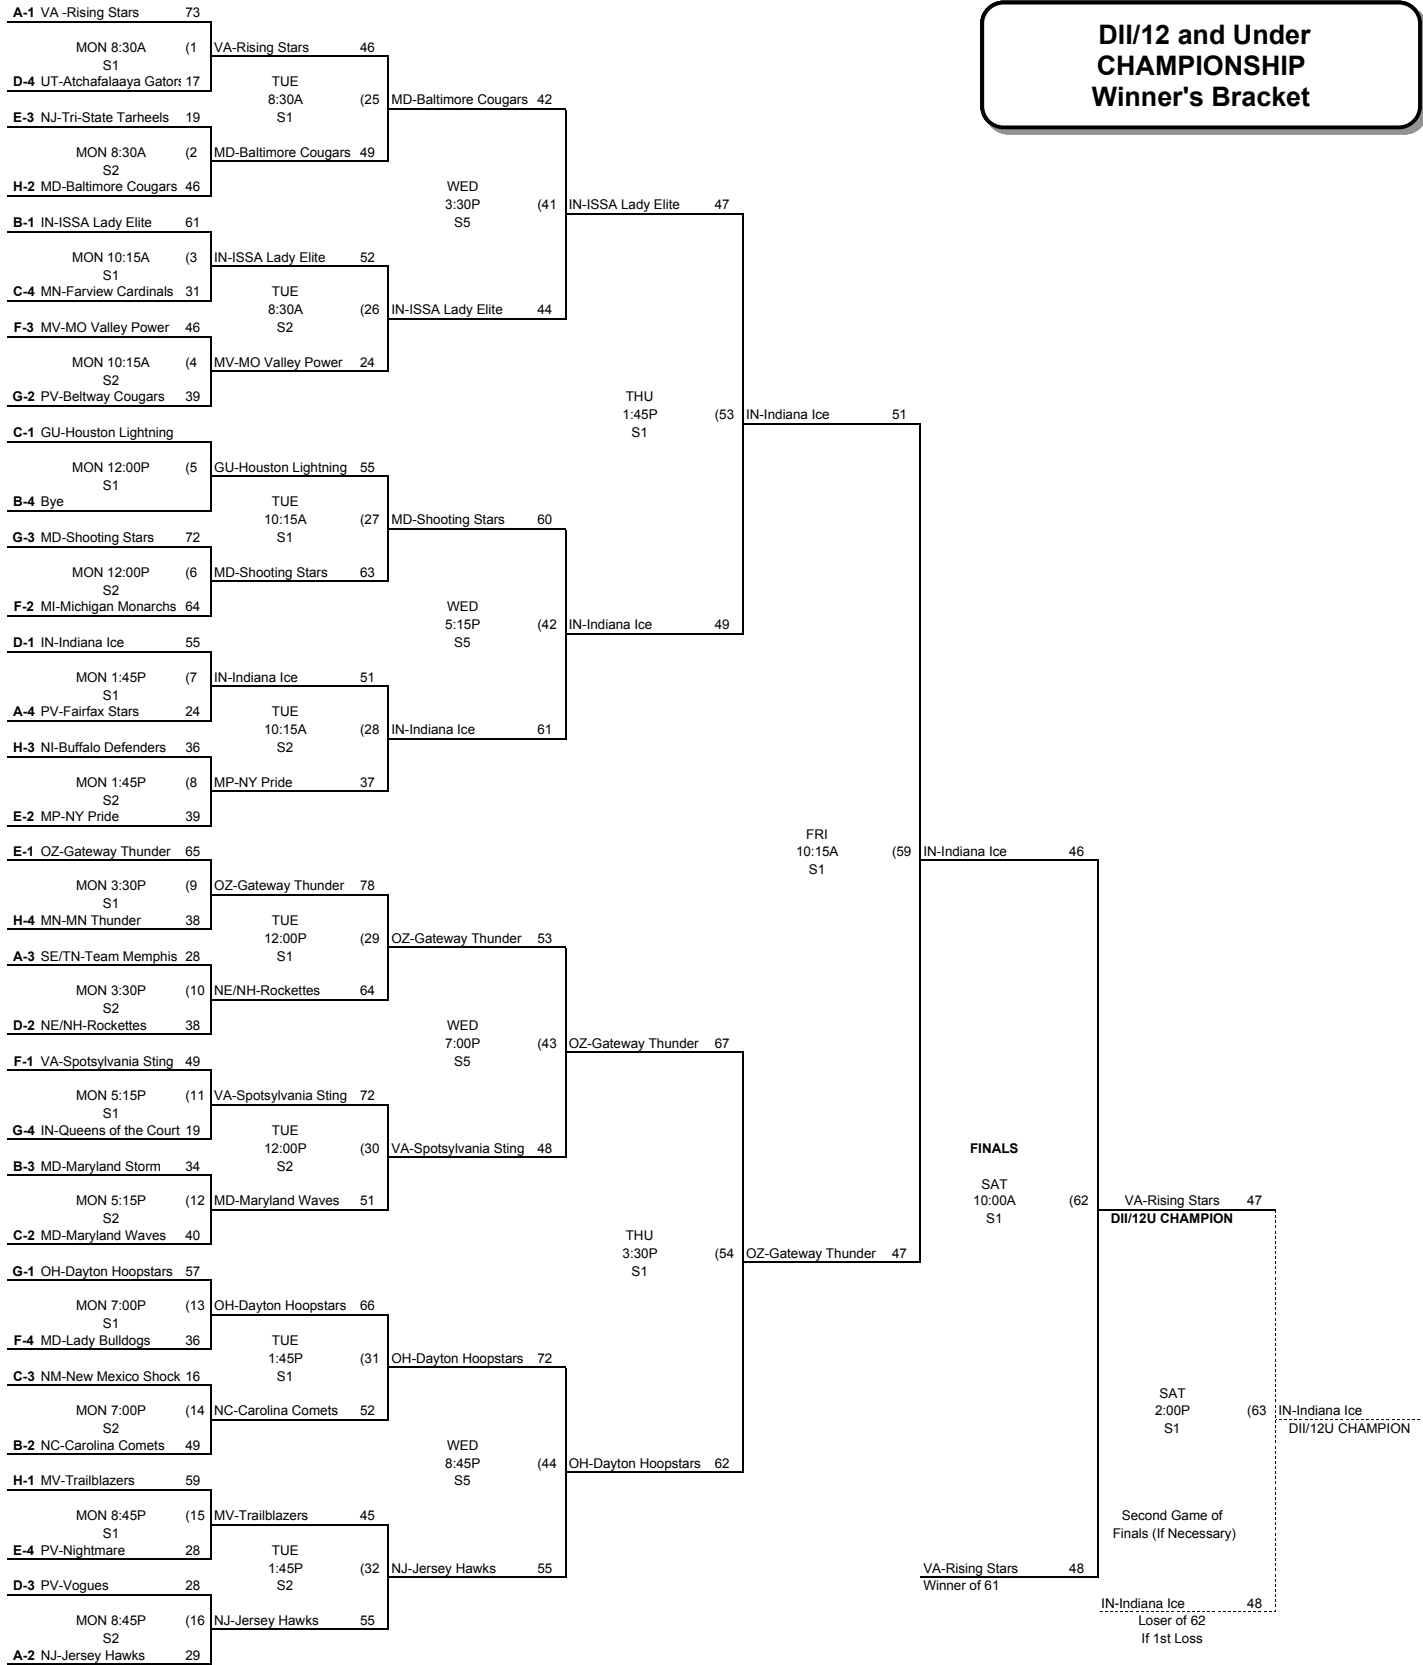 DII/12 and Under
CHAMPIONSHIP
Winner's Bracket
A-1 VA -Rising Stars 73
MON 8:30A (1
S1
D-4 UT-Atchafalaaya Gators 17
E-3 NJ-Tri-State Tarheels 19
MON 8:30A (2
S2
H-2 MD-Baltimore Cougars 46
B-1 IN-ISSA Lady Elite 61
MON 10:15A (3
S1
C-4 MN-Farview Cardinals 31
F-3 MV-MO Valley Power 46
MON 10:15A (4
S2
G-2 PV-Beltway Cougars 39
C-1 GU-Houston Lightning
MON 12:00P (5
S1
B-4 Bye
G-3 MD-Shooting Stars 72
MON 12:00P (6
S2
F-2 MI-Michigan Monarchs 64
D-1 IN-Indiana Ice 55
MON 1:45P (7
S1
A-4 PV-Fairfax Stars 24
H-3 NI-Buffalo Defenders 36
MON 1:45P (8
S2
E-2 MP-NY Pride 39
E-1 OZ-Gateway Thunder 65
MON 3:30P (9
S1
H-4 MN-MN Thunder 38
A-3 SE/TN-Team Memphis 28
MON 3:30P (10
S2
D-2 NE/NH-Rockettes 38
F-1 VA-Spotsylvania Sting 49
MON 5:15P (11
S1
G-4 IN-Queens of the Court 19
B-3 MD-Maryland Storm 34
MON 5:15P (12
S2
C-2 MD-Maryland Waves 40
G-1 OH-Dayton Hoopstars 57
MON 7:00P (13
S1
F-4 MD-Lady Bulldogs 36
C-3 NM-New Mexico Shock 16
MON 7:00P (14
S2
B-2 NC-Carolina Comets 49
H-1 MV-Trailblazers 59
MON 8:45P (15
S1
E-4 PV-Nightmare 28
D-3 PV-Vogues 28
MON 8:45P (16
S2
A-2 NJ-Jersey Hawks 29
VA-Rising Stars 46
TUE
8:30A (25
S1
MD-Baltimore Cougars 49
IN-ISSA Lady Elite 52
TUE
8:30A (26
S2
MV-MO Valley Power 24
GU-Houston Lightning 55
TUE
10:15A (27
S1
MD-Shooting Stars 63
IN-Indiana Ice 51
TUE
10:15A (28
S2
MP-NY Pride 37
OZ-Gateway Thunder 78
TUE
12:00P (29
S1
NE/NH-Rockettes 64
VA-Spotsylvania Sting 72
TUE
12:00P (30
S2
MD-Maryland Waves 51
OH-Dayton Hoopstars 66
TUE
1:45P (31
S1
NC-Carolina Comets 52
MV-Trailblazers 45
TUE
1:45P (32
S2
NJ-Jersey Hawks 55
MD-Baltimore Cougars 42
WED
3:30P (41
S5
IN-ISSA Lady Elite 44
MD-Shooting Stars 60
WED
5:15P (42
S5
IN-Indiana Ice 61
OZ-Gateway Thunder 53
WED
7:00P (43
S5
VA-Spotsylvania Sting 48
OH-Dayton Hoopstars 72
WED
8:45P (44
S5
NJ-Jersey Hawks 55
IN-ISSA Lady Elite 47
THU
1:45P (53
S1
IN-Indiana Ice 49
OZ-Gateway Thunder 67
THU
3:30P (54
S1
OH-Dayton Hoopstars 62
IN-Indiana Ice 51
FRI
10:15A (59
S1
OZ-Gateway Thunder 47
IN-Indiana Ice 46
FINALS
SAT
10:00A (62
S1
VA-Rising Stars 48
Winner of 61
VA-Rising Stars 47
DII/12U CHAMPION
SAT
2:00P (63
S1
Second Game of
Finals (If Necessary)
IN-Indiana Ice 48
Loser of 62
If 1st Loss
IN-Indiana Ice
DII/12U CHAMPION